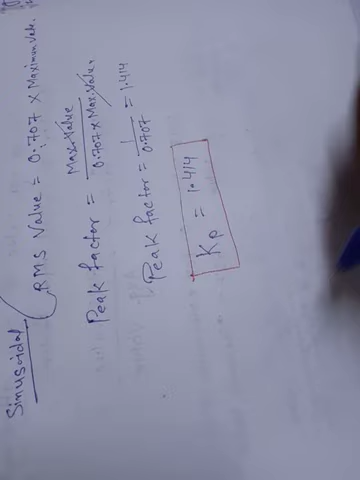 Sinusoidal
RMS Value = 0.707 × Maximum Value.
Peak factor = Max. Value / 0.707 × Max. Value.
Peak factor = 1 / 0.707 = 1.414
Kp = 1.414